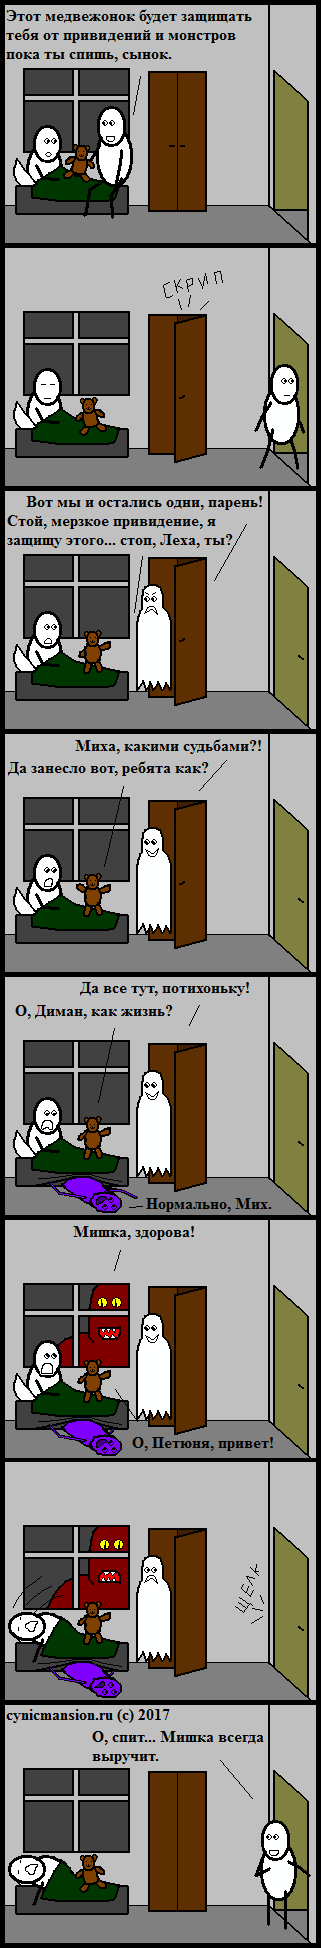 Этот медвежонок будет защищать
тебя от привидений и монстров
пока ты спишь, сынок.
СКРИП
Вот мы и остались одни, парень!
Стой, мерзкое привидение, я
защищу этого... стоп, Леха, ты?
Миха, какими судьбами?!
Да занесло вот, ребята как?
Да все тут, потихоньку!
О, Диман, как жизнь?
Нормально, Мих.
Мишка, здорова!
О, Петюня, привет!
ЩЕЛК
cynicmansion.ru (c) 2017
О, спит... Мишка всегда
выручит.